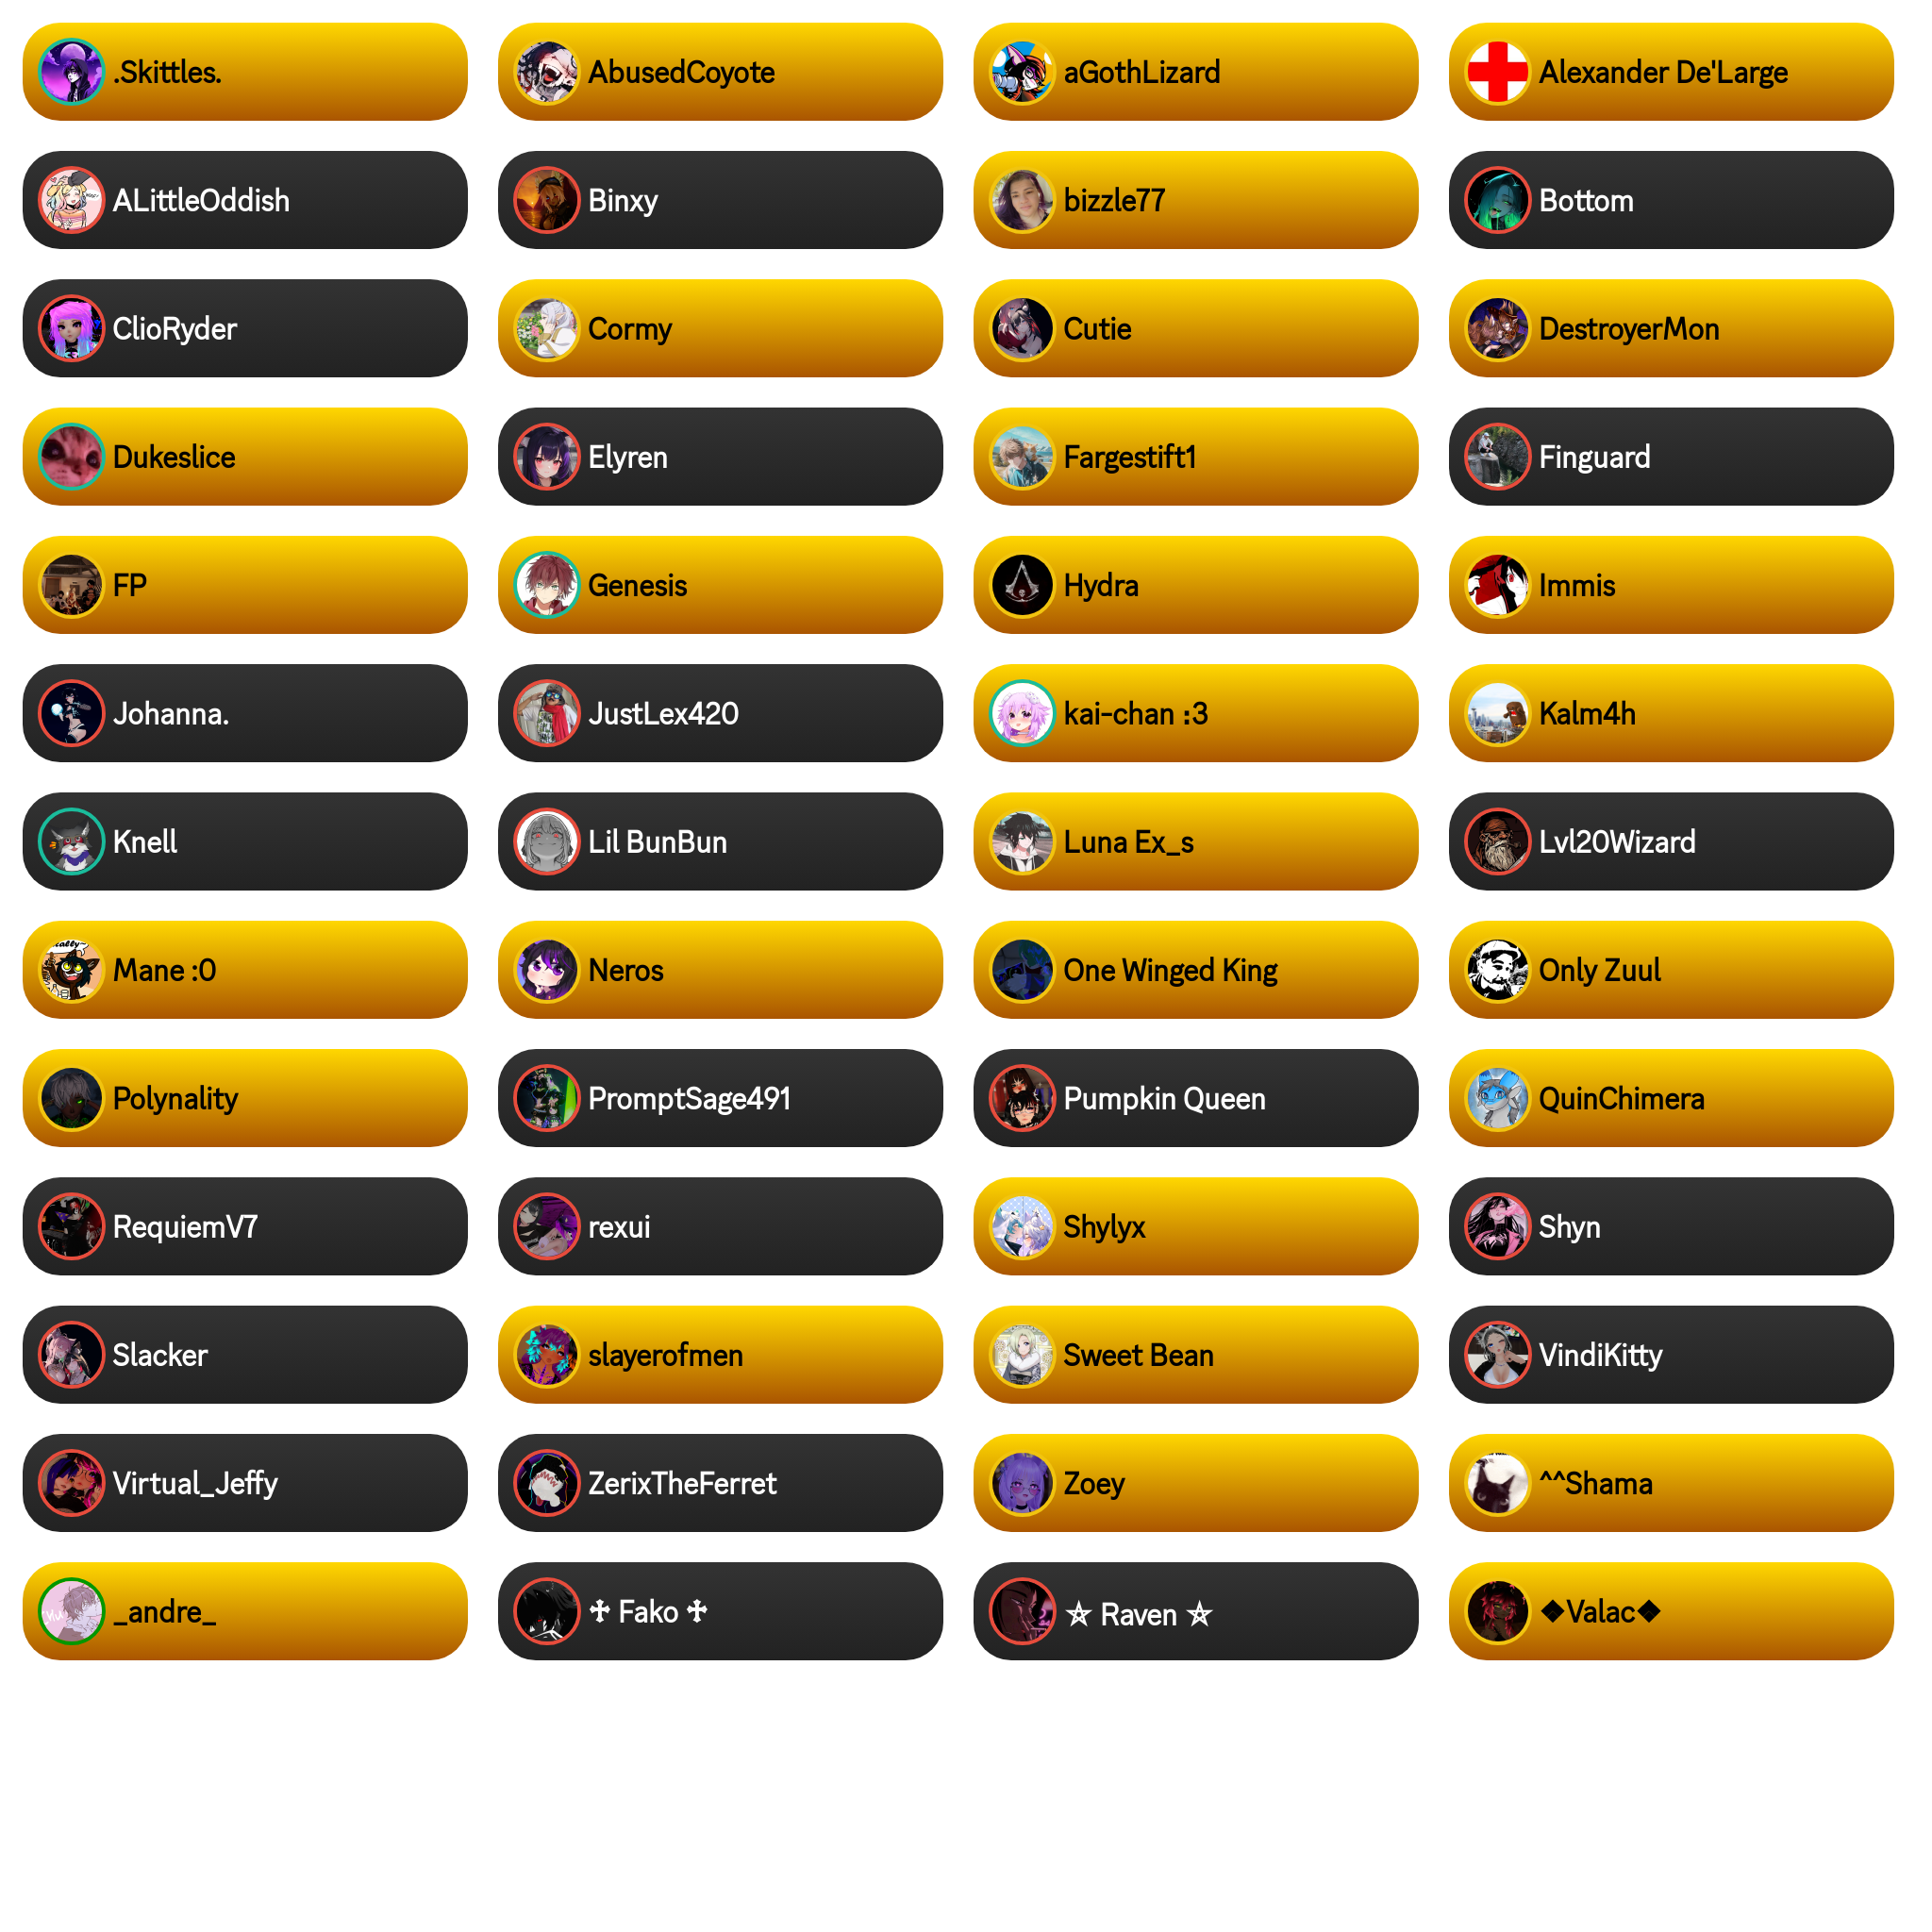 .Skittles.
AbusedCoyote
aGothLizard
Alexander De'Large
ALittleOddish
Binxy
bizzle77
Bottom
ClioRyder
Cormy
Cutie
DestroyerMon
Dukeslice
Elyren
Fargestift1
Finguard
FP
Genesis
Hydra
Immis
Johanna.
JustLex420
kai-chan :3
Kalm4h
Knell
Lil BunBun
Luna Ex_s
Lvl20Wizard
Mane :0
Neros
One Winged King
Only Zuul
Polynality
PromptSage491
Pumpkin Queen
QuinChimera
RequiemV7
rexui
Shylyx
Shyn
Slacker
slayerofmen
Sweet Bean
VindiKitty
Virtual_Jeffy
ZerixTheFerret
Zoey
^^Shama
_andre_
♱ Fako ♱
⛤ Raven ⛤
❖Valac❖